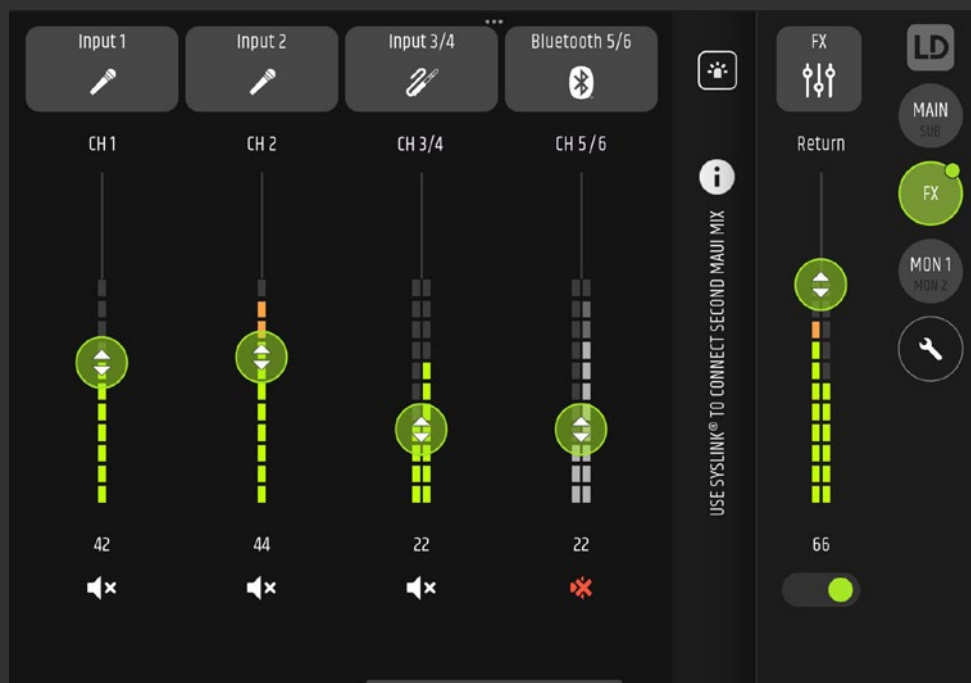 Input 1
Input 2
Input 3/4
Bluetooth 5/6
FX
LD
MAIN
SUB
CH 1
CH 2
CH 3/4
CH 5/6
Return
FX
MON 1
MON 2
USE SYSLINK® TO CONNECT SECOND MAUI MIX
42
44
22
22
66